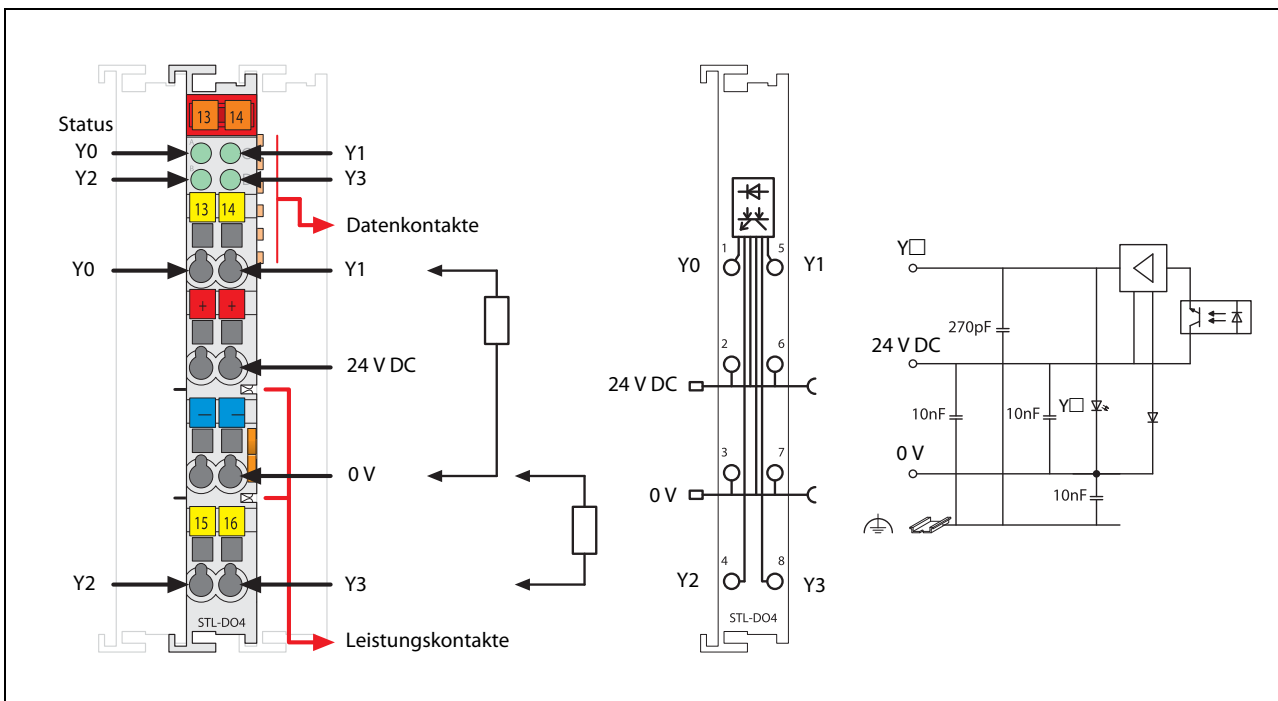 13 14
Status
Y0 Y1
Y2 Y3
13 14
Datenkontakte
Y0 Y1
+ +
24 V DC
– –
0 V
15 16
Y2 Y3
STL-DO4
Leistungskontakte
1 5
Y0 Y1
2 6
24 V DC
3 7
0 V
4 8
Y2 Y3
STL-DO4
Y□
270pF
24 V DC
10nF 10nF Y□
0 V
10nF